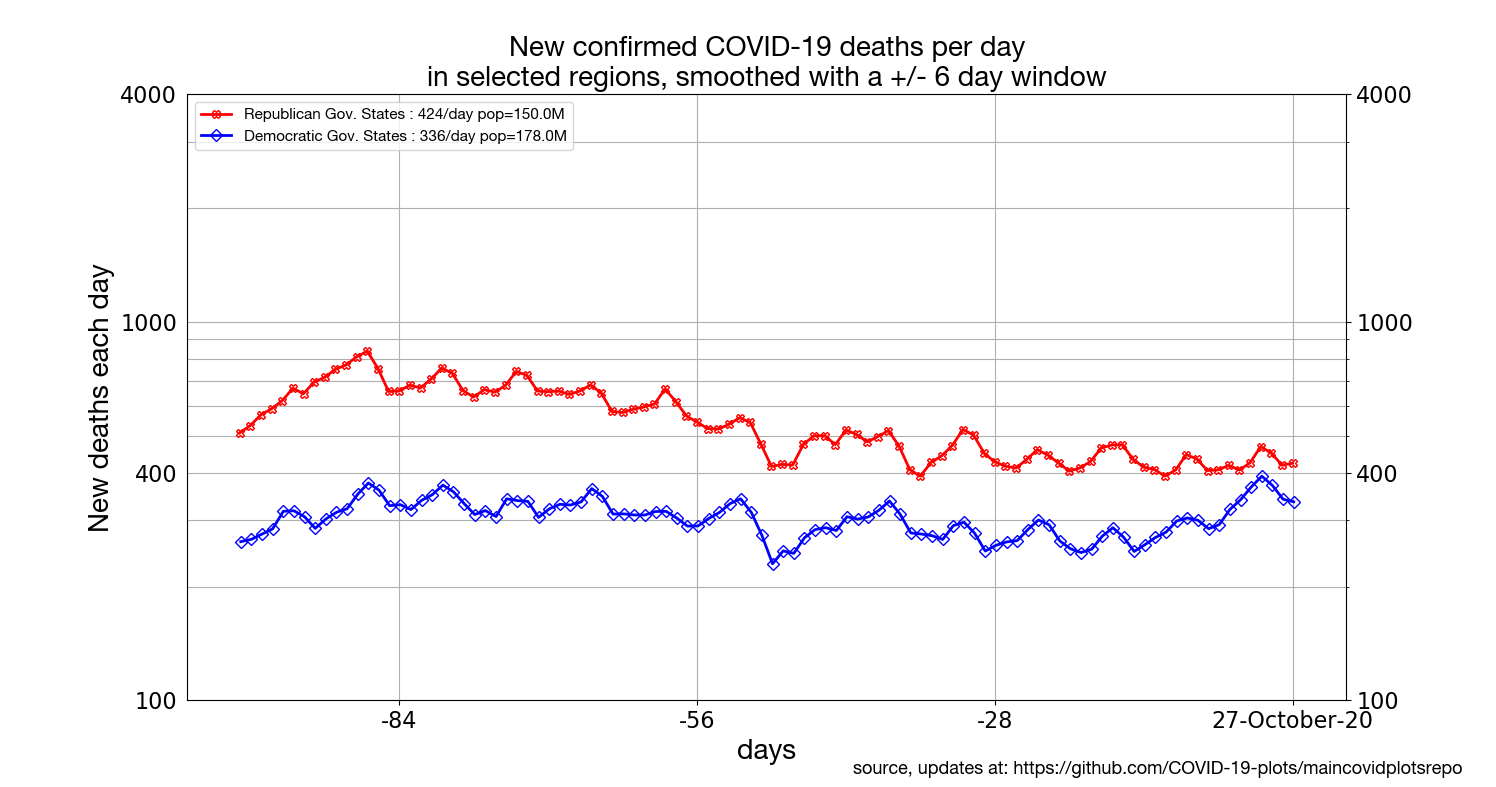 New confirmed COVID-19 deaths per day
in selected regions, smoothed with a +/- 6 day window
4000
4000
Republican Gov. States : 424/day pop=150.0M
Democratic Gov. States : 336/day pop=178.0M
New deaths each day
1000
1000
400
400
100
100
-84
-56
-28
27-October-20
days
source, updates at: https://github.com/COVID-19-plots/maincovidplotsrepo